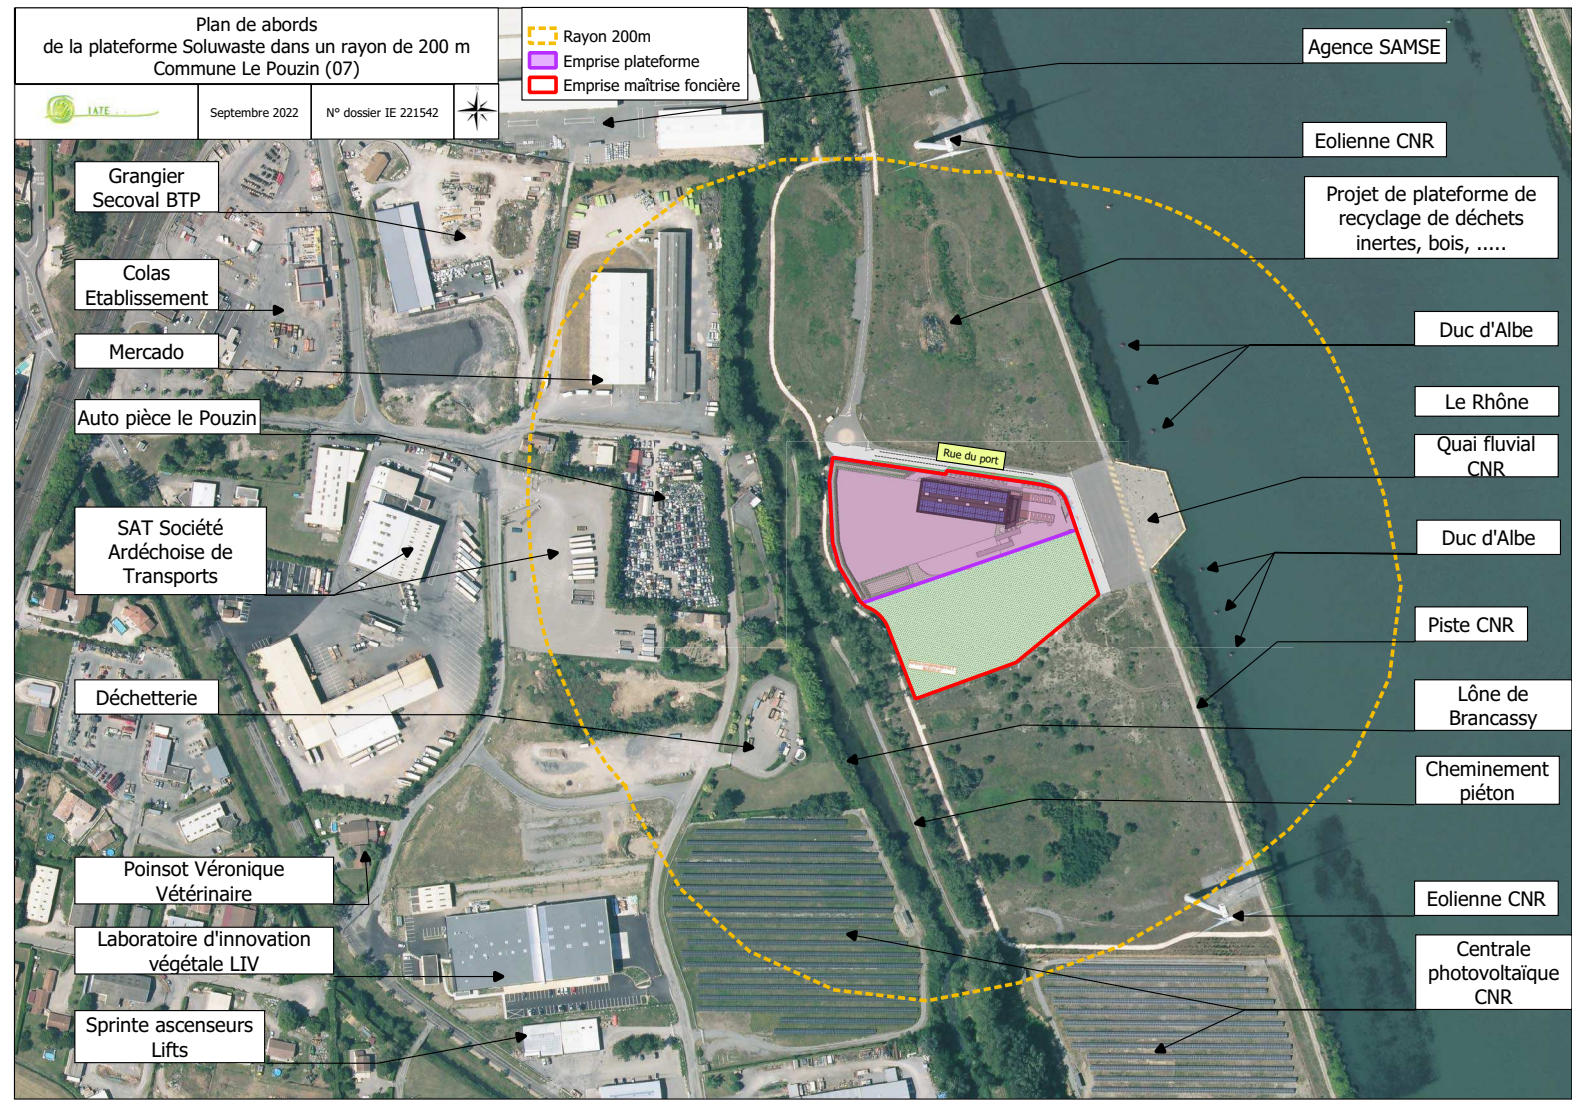 Plan de abords
de la plateforme Soluwaste dans un rayon de 200 m
Commune Le Pouzin (07)
IATE
Septembre 2022
N° dossier IE 221542
Rayon 200m
Emprise plateforme
Emprise maîtrise foncière
Agence SAMSE
Eolienne CNR
Projet de plateforme de
recyclage de déchets
inertes, bois, .....
Duc d'Albe
Le Rhône
Quai fluvial
CNR
Duc d'Albe
Piste CNR
Lône de
Brancassy
Cheminement
piéton
Eolienne CNR
Centrale
photovoltaïque
CNR
Grangier
Secoval BTP
Colas
Etablissement
Mercado
Auto pièce le Pouzin
SAT Société
Ardéchoise de
Transports
Déchetterie
Poinsot Véronique
Vétérinaire
Laboratoire d'innovation
végétale LIV
Sprinte ascenseurs
Lifts
Rue du port